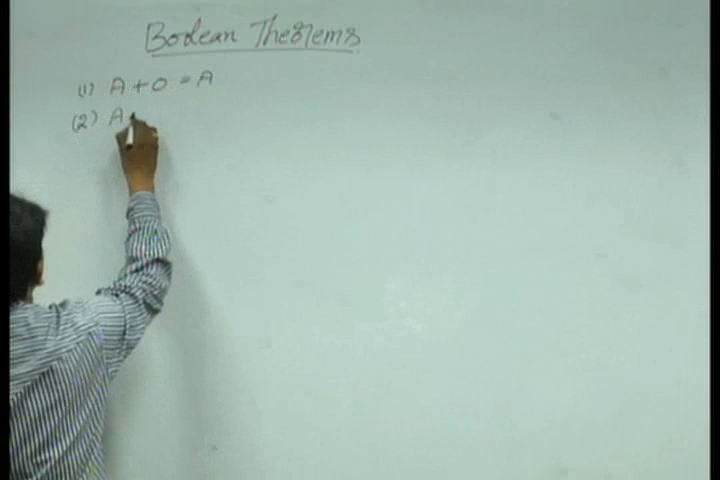 Boolean Theorems
(1) A + 0 = A
(2) A